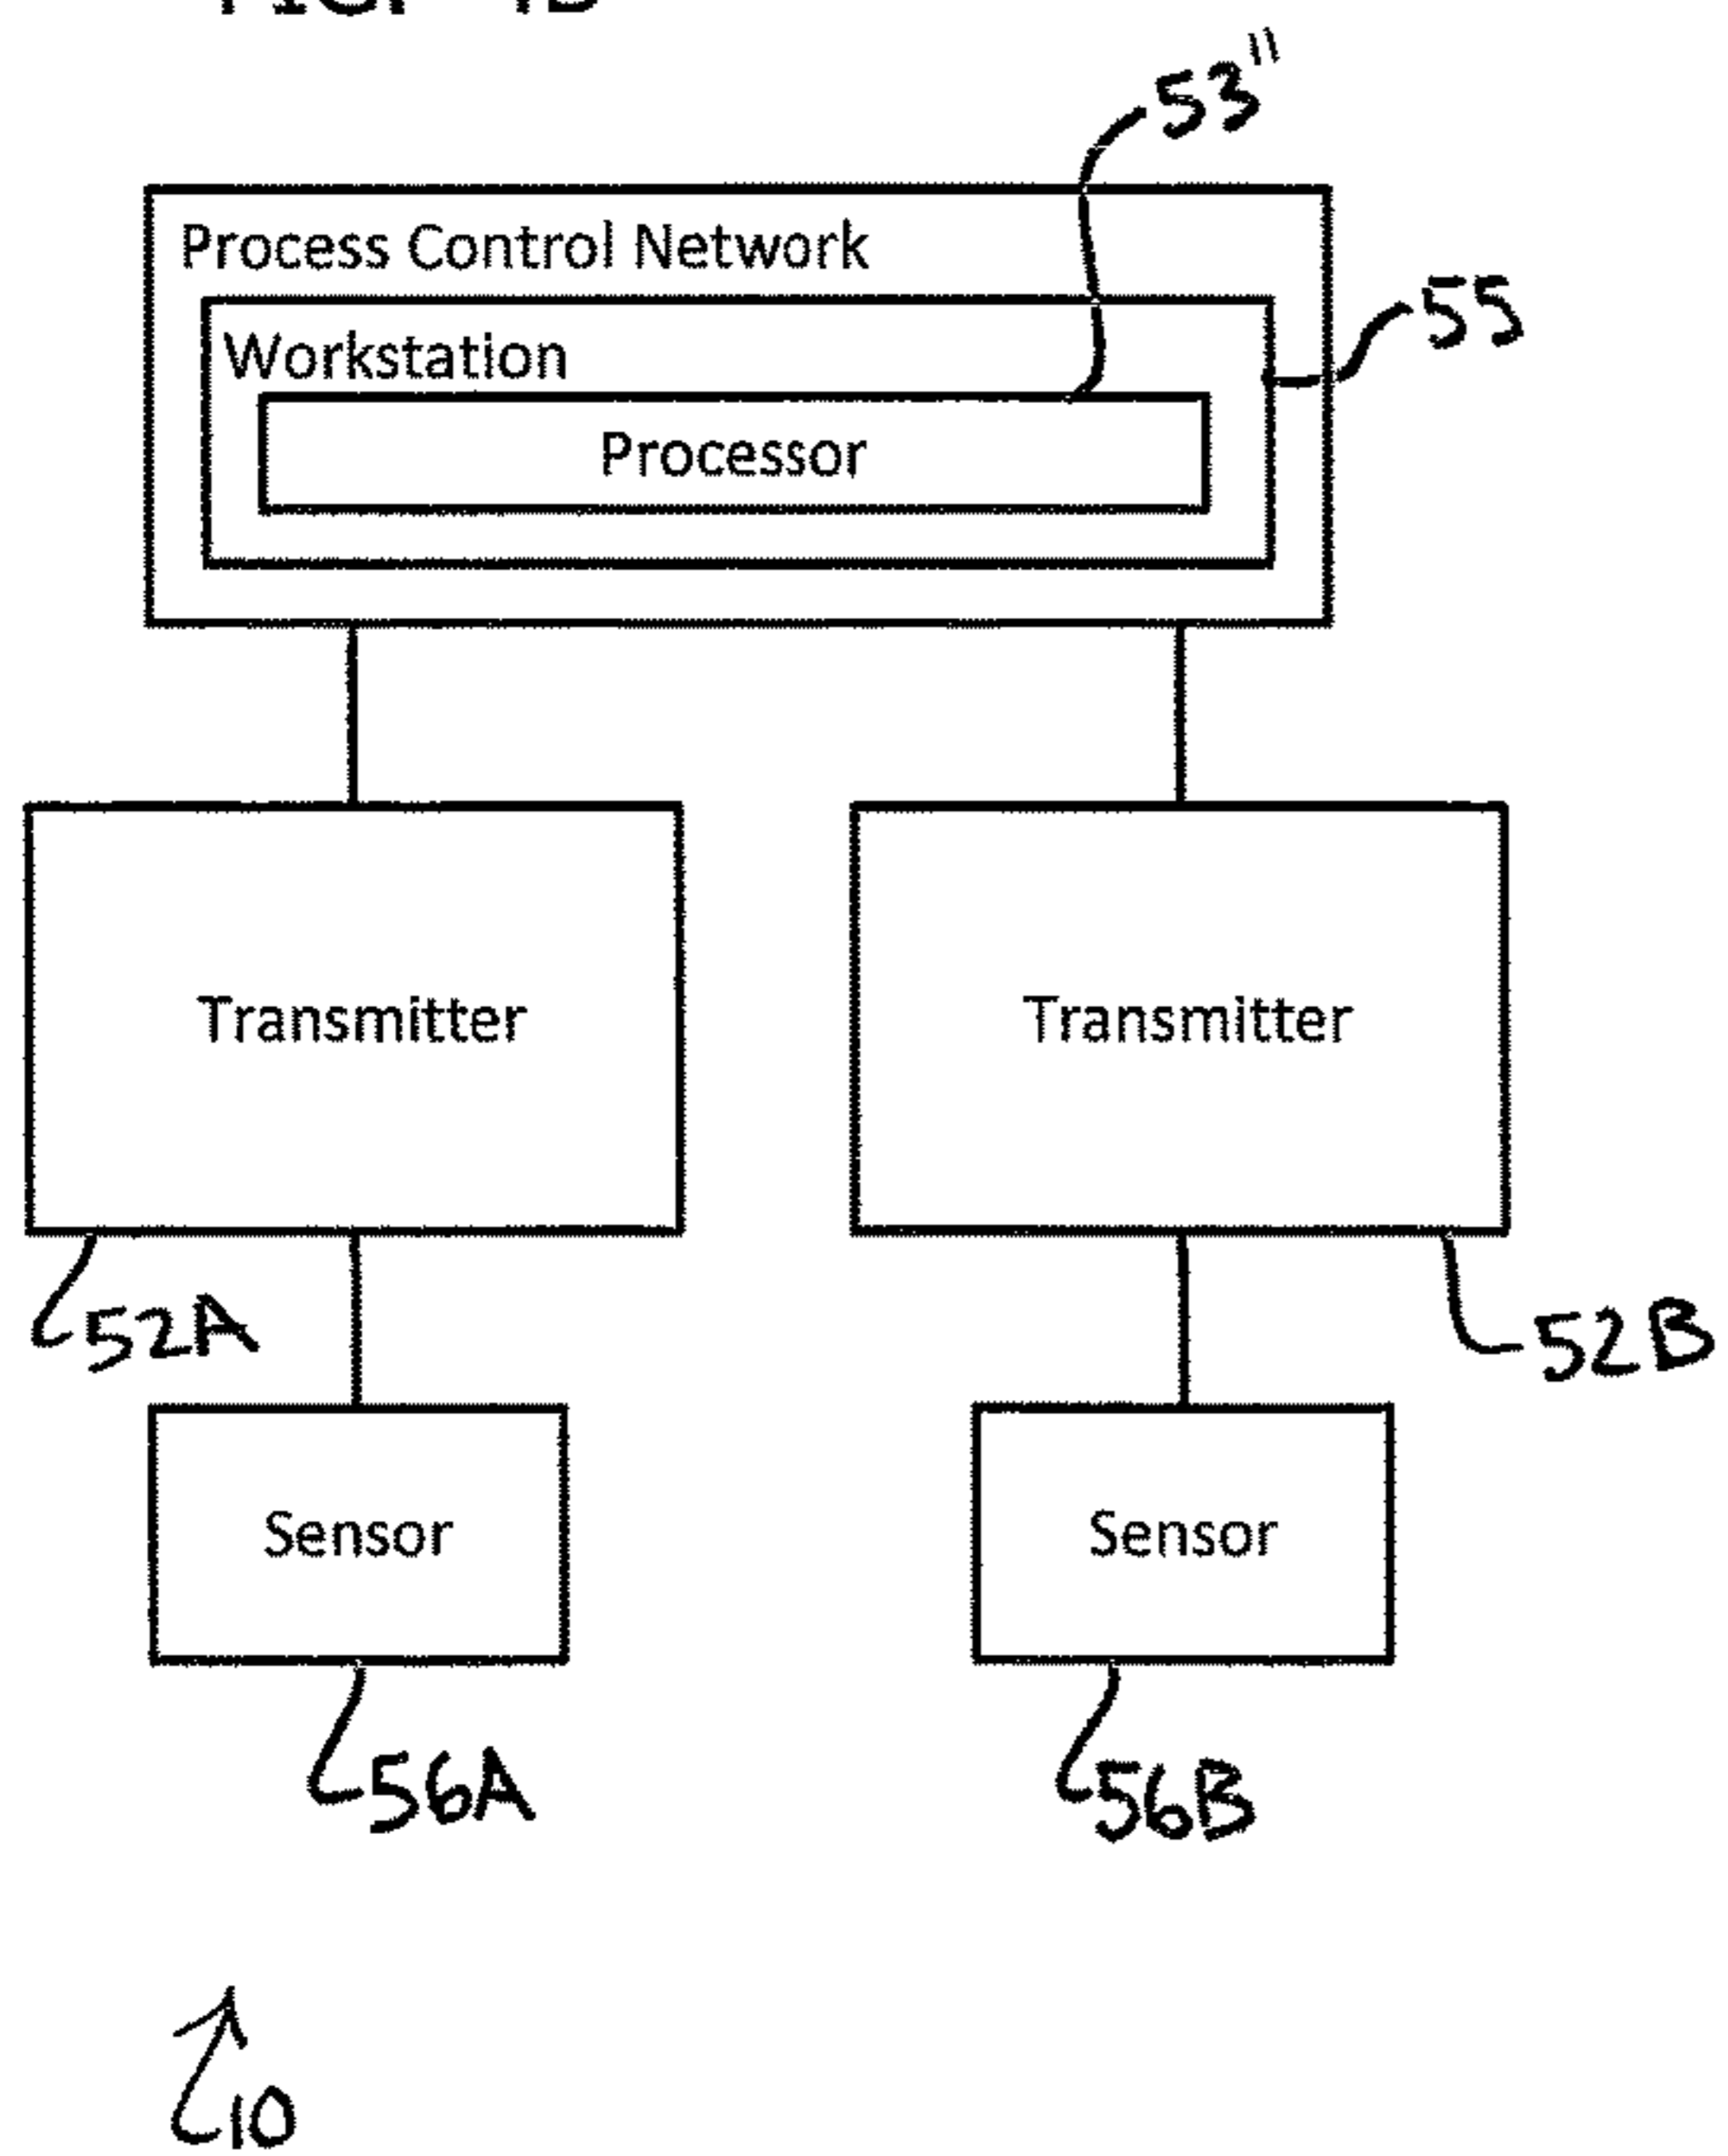 53"
Process Control Network
55
Workstation
Processor
Transmitter
Transmitter
52A
52B
Sensor
Sensor
56A
56B
10